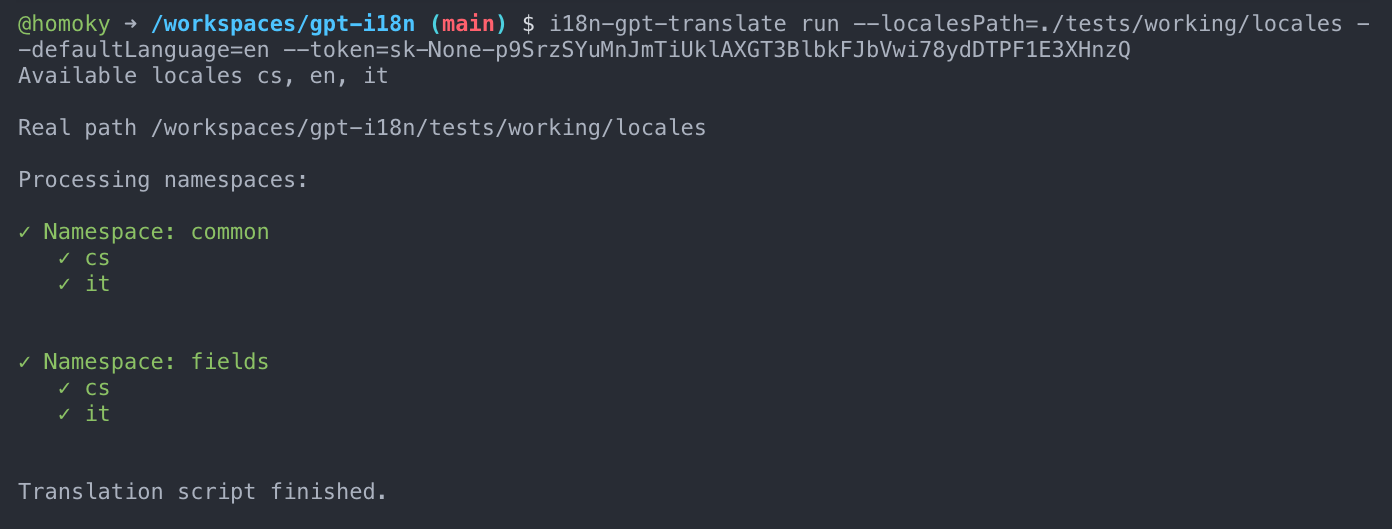 @homoky ➜ /workspaces/gpt-i18n (main) $ i18n-gpt-translate run --localesPath=./tests/working/locales -
-defaultLanguage=en --token=sk-None-p9SrzSYuMnJmTiUklAXGT3BlbkFJbVwi78ydDTPF1E3XHnzQ
Available locales cs, en, it
Real path /workspaces/gpt-i18n/tests/working/locales
Processing namespaces:
✓ Namespace: common
✓ cs
✓ it
✓ Namespace: fields
✓ cs
✓ it
Translation script finished.